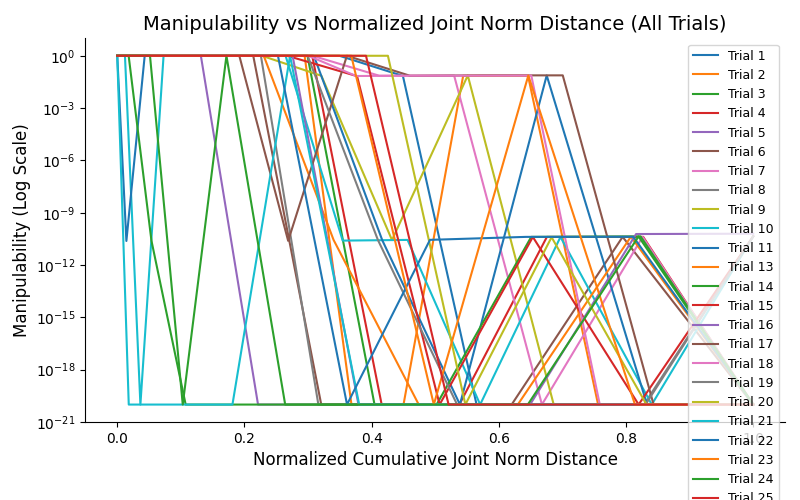 Manipulability vs Normalized Joint Norm Distance (All Trials)
Manipulability (Log Scale)
10⁰
10⁻³
10⁻⁶
10⁻⁹
10⁻¹²
10⁻¹⁵
10⁻¹⁸
10⁻²¹
0.0
0.2
0.4
0.6
0.8
Normalized Cumulative Joint Norm Distance
Trial 1
Trial 2
Trial 3
Trial 4
Trial 5
Trial 6
Trial 7
Trial 8
Trial 9
Trial 10
Trial 11
Trial 13
Trial 14
Trial 15
Trial 16
Trial 17
Trial 18
Trial 19
Trial 20
Trial 21
Trial 22
Trial 23
Trial 24
Trial 25